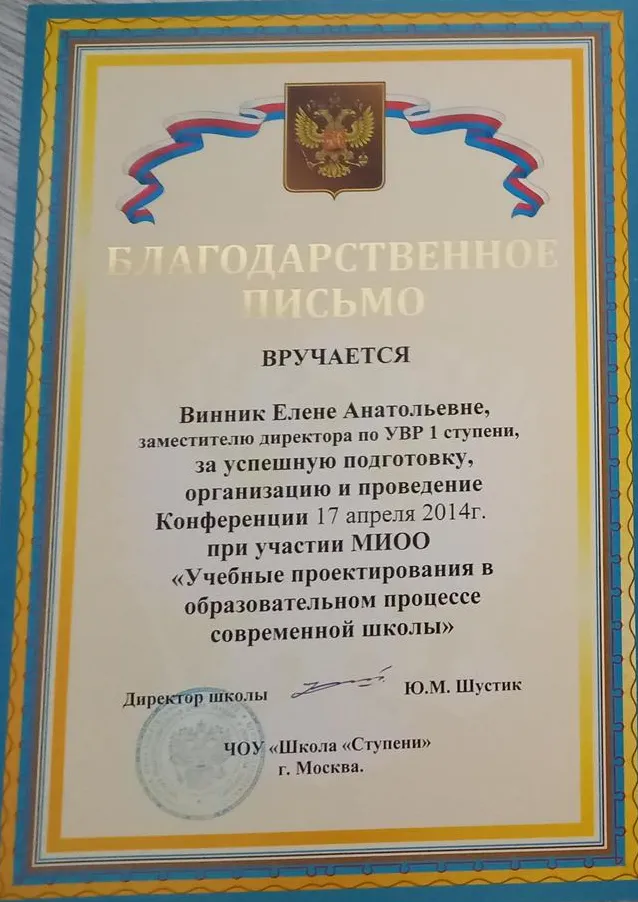 БЛАГОДАРСТВЕННОЕ
ПИСЬМО
ВРУЧАЕТСЯ
Винник Елене Анатольевне,
заместителю директора по УВР 1 ступени,
за успешную подготовку,
организацию и проведение
Конференции 17 апреля 2014г.
при участии МИОО
«Учебные проектирования в
образовательном процессе
современной школы»
Директор школы Ю.М. Шустик
ЧОУ «Школа «Ступени»
г. Москва.